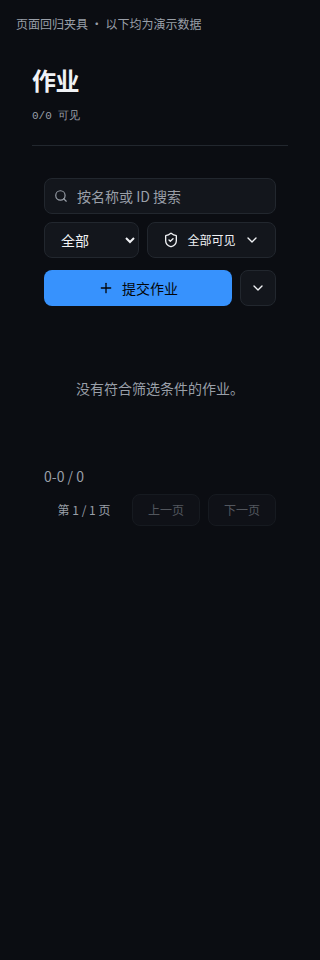 页面回归夹具 · 以下均为演示数据
作业
0/0 可见
按名称或 ID 搜索
全部
全部可见
提交作业
没有符合筛选条件的作业。
0-0 / 0
第 1 / 1 页
上一页
下一页